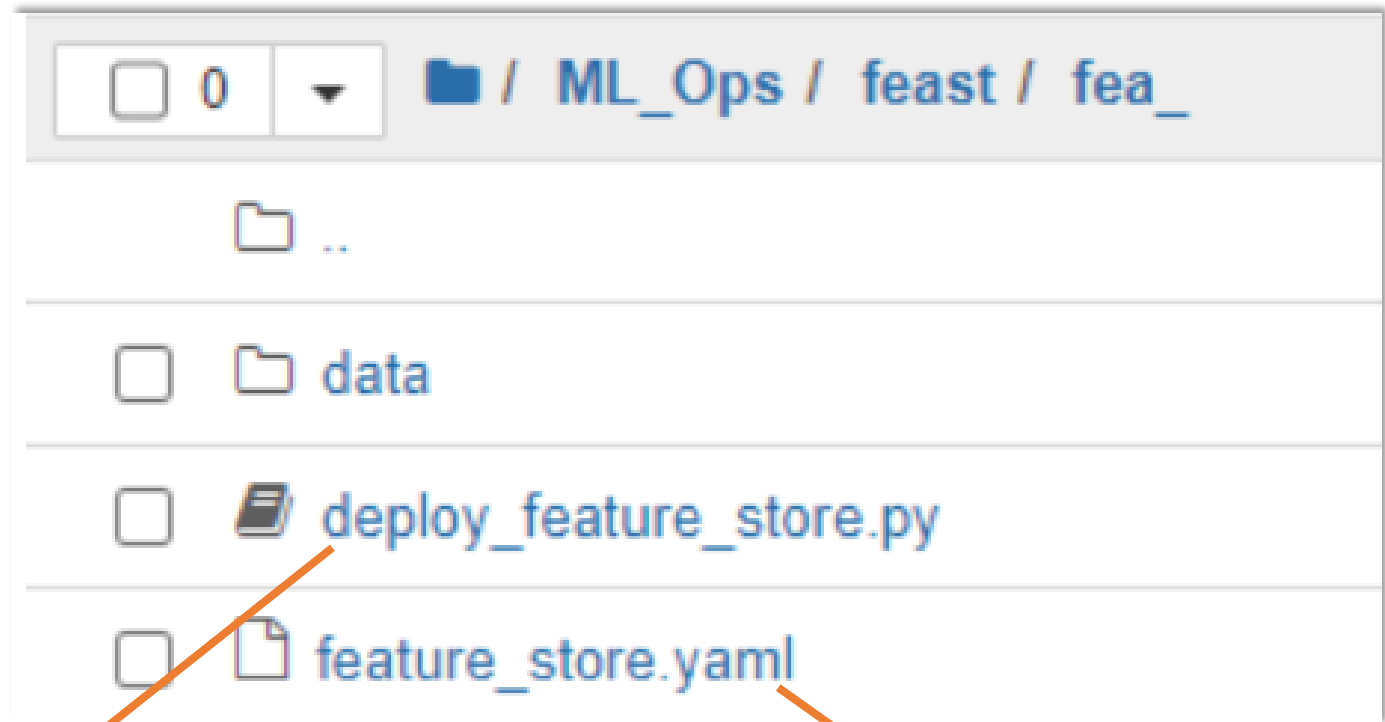 0 / ML_Ops / feast / fea_
..
data
deploy_feature_store.py
feature_store.yaml